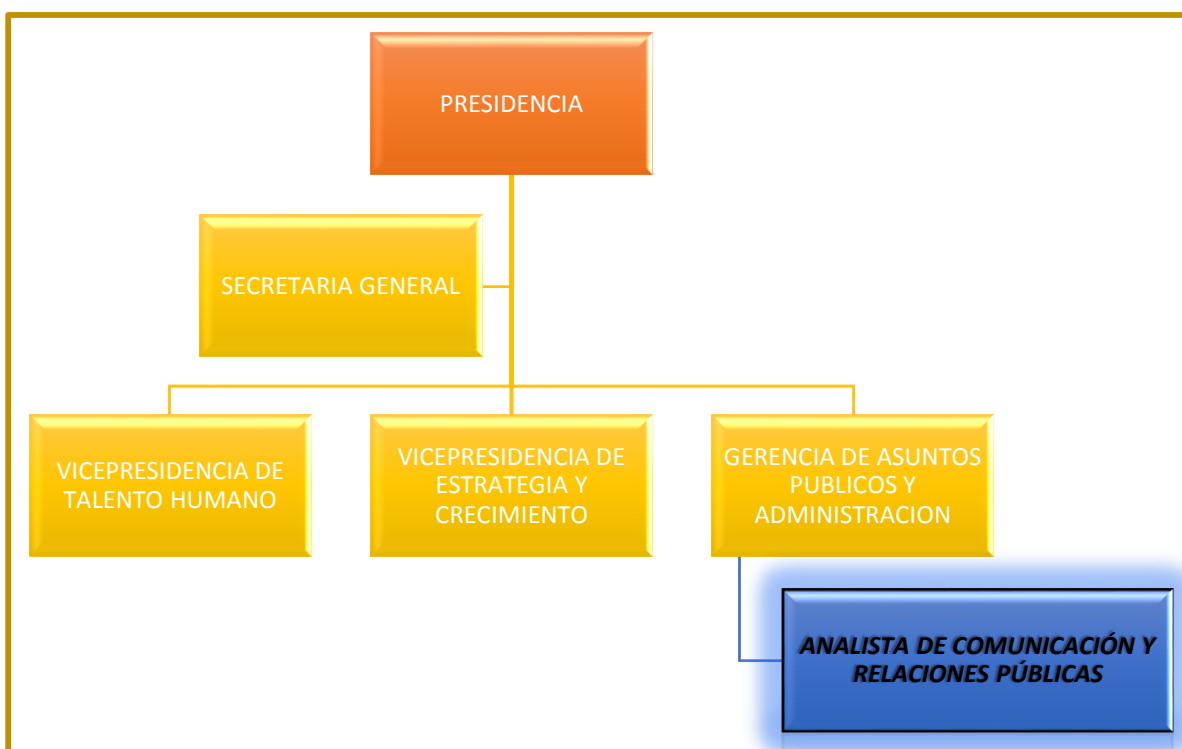 PRESIDENCIA
SECRETARIA GENERAL
VICEPRESIDENCIA DE
TALENTO HUMANO
VICEPRESIDENCIA DE
ESTRATEGIA Y
CRECIMIENTO
GERENCIA DE ASUNTOS
PUBLICOS Y
ADMINISTRACION
ANALISTA DE COMUNICACIÓN Y
RELACIONES PÚBLICAS